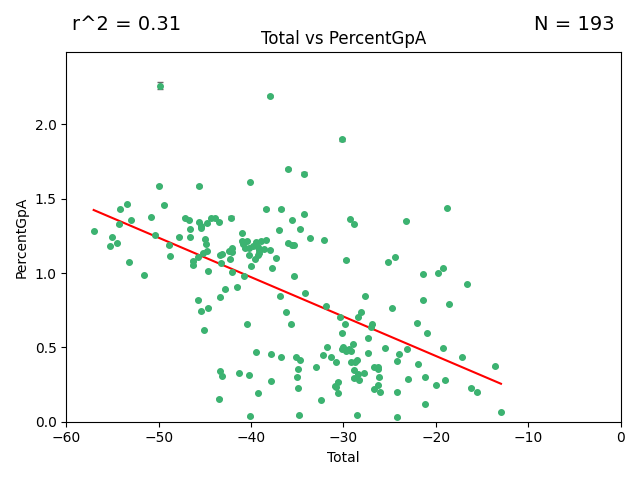 r^2 = 0.31
N = 193
Total vs PercentGpA
PercentGpA
2.0
1.5
1.0
0.5
0.0
−60
−50
−40
−30
−20
−10
0
Total